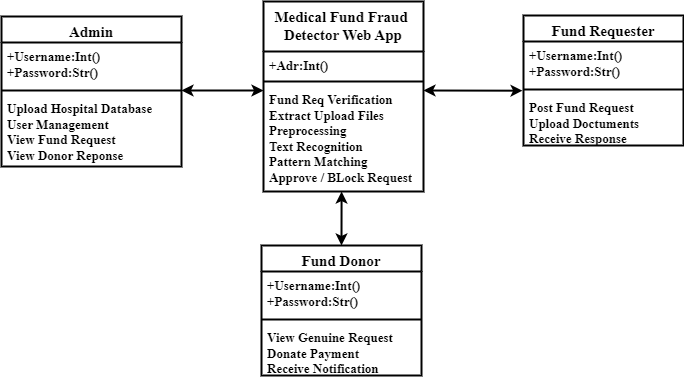 Admin
+Username:Int()
+Password:Str()
Upload Hospital Database
User Management
View Fund Request
View Donor Reponse
Medical Fund Fraud
Detector Web App
+Adr:Int()
Fund Req Verification
Extract Upload Files
Preprocessing
Text Recognition
Pattern Matching
Approve / BLock Request
Fund Requester
+Username:Int()
+Password:Str()
Post Fund Request
Upload Doctuments
Receive Response
Fund Donor
+Username:Int()
+Password:Str()
View Genuine Request
Donate Payment
Receive Notification